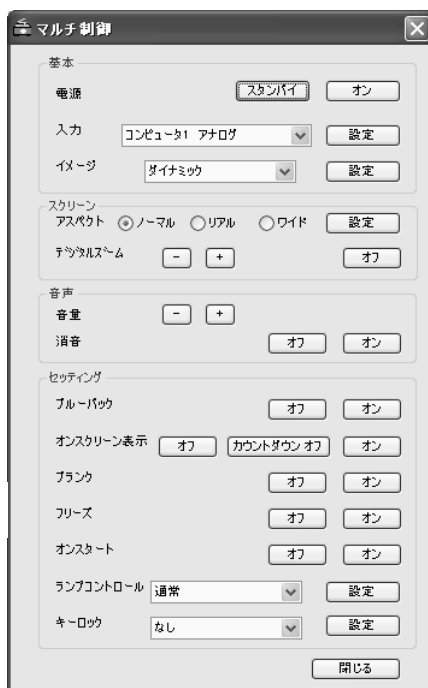 マルチ制御
基本
電源 スタンバイ オン
入力 コンピュータ1 アナログ 設定
イメージ ダイナミック 設定
スクリーン
アスペクト ノーマル リアル ワイド 設定
デジタルズーム - + オフ
音声
音量 - +
消音 オフ オン
セッティング
ブルーバック オフ オン
オンスクリーン表示 オフ カウントダウン オフ オン
ブランク オフ オン
フリーズ オフ オン
オンスタート オフ オン
ランプコントロール 通常 設定
キーロック なし 設定
閉じる